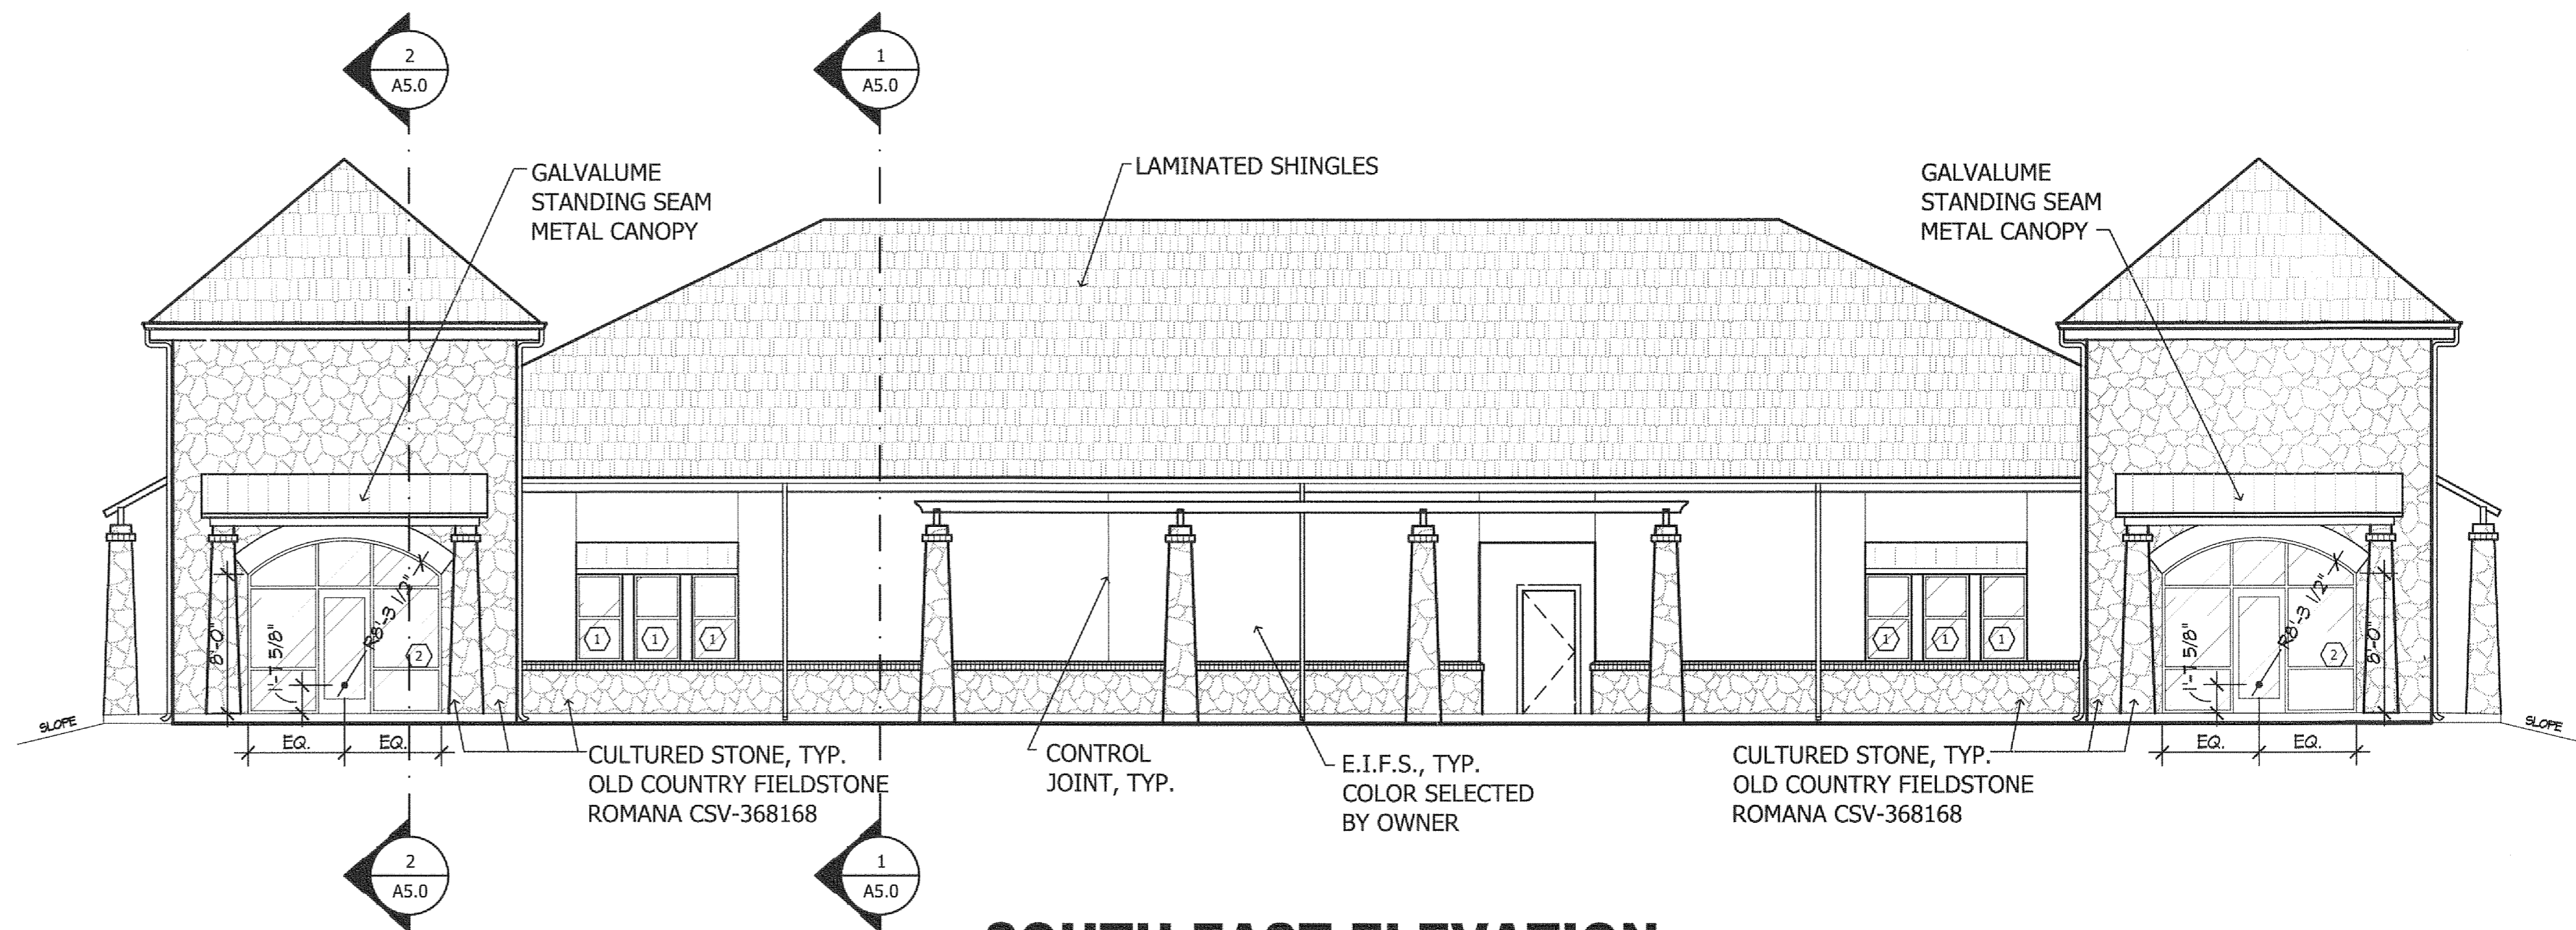 2
A5.0
1
A5.0
GALVALUME
STANDING SEAM
METAL CANOPY
LAMINATED SHINGLES
GALVALUME
STANDING SEAM
METAL CANOPY
8'-0"
1'-7 5/8"
R8'-3 1/2"
2
1
1
1
1
1
1
1'-7 5/8"
R8'-3 1/2"
2
8'-0"
SLOPE
SLOPE
EQ.
EQ.
EQ.
EQ.
CULTURED STONE, TYP.
OLD COUNTRY FIELDSTONE
ROMANA CSV-368168
CONTROL
JOINT, TYP.
E.I.F.S., TYP.
COLOR SELECTED
BY OWNER
CULTURED STONE, TYP.
OLD COUNTRY FIELDSTONE
ROMANA CSV-368168
2
A5.0
1
A5.0
SOUTH EAST ELEVATION